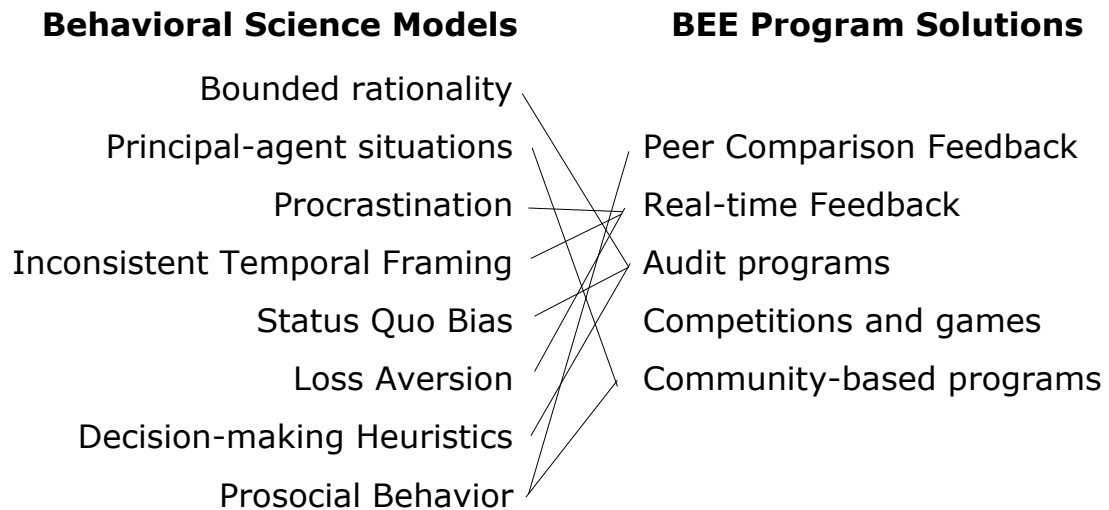 Behavioral Science Models
BEE Program Solutions
Bounded rationality
Principal-agent situations
Peer Comparison Feedback
Procrastination
Real-time Feedback
Inconsistent Temporal Framing
Audit programs
Status Quo Bias
Competitions and games
Loss Aversion
Community-based programs
Decision-making Heuristics
Prosocial Behavior